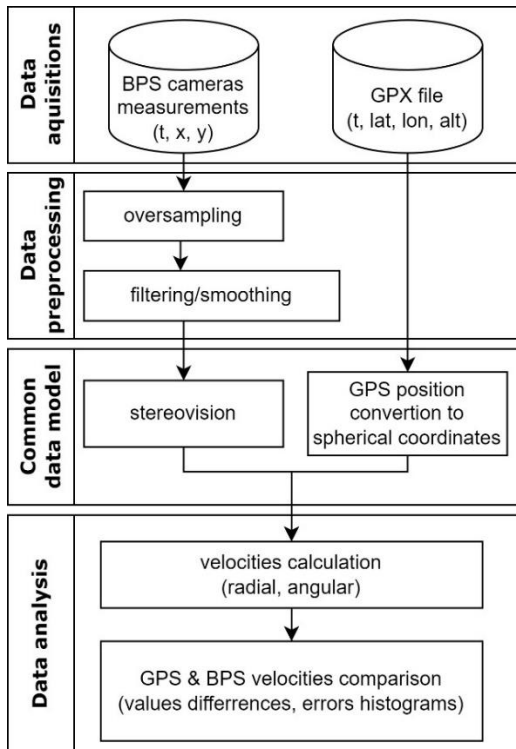 Data
aquisitions
BPS cameras
measurements
(t, x, y)
GPX file
(t, lat, lon, alt)
Data
preprocessing
oversampling
filtering/smoothing
Common
data model
stereovision
GPS position
convertion to
spherical coordinates
Data analysis
velocities calculation
(radial, angular)
GPS & BPS velocities comparison
(values differrences, errors histograms)